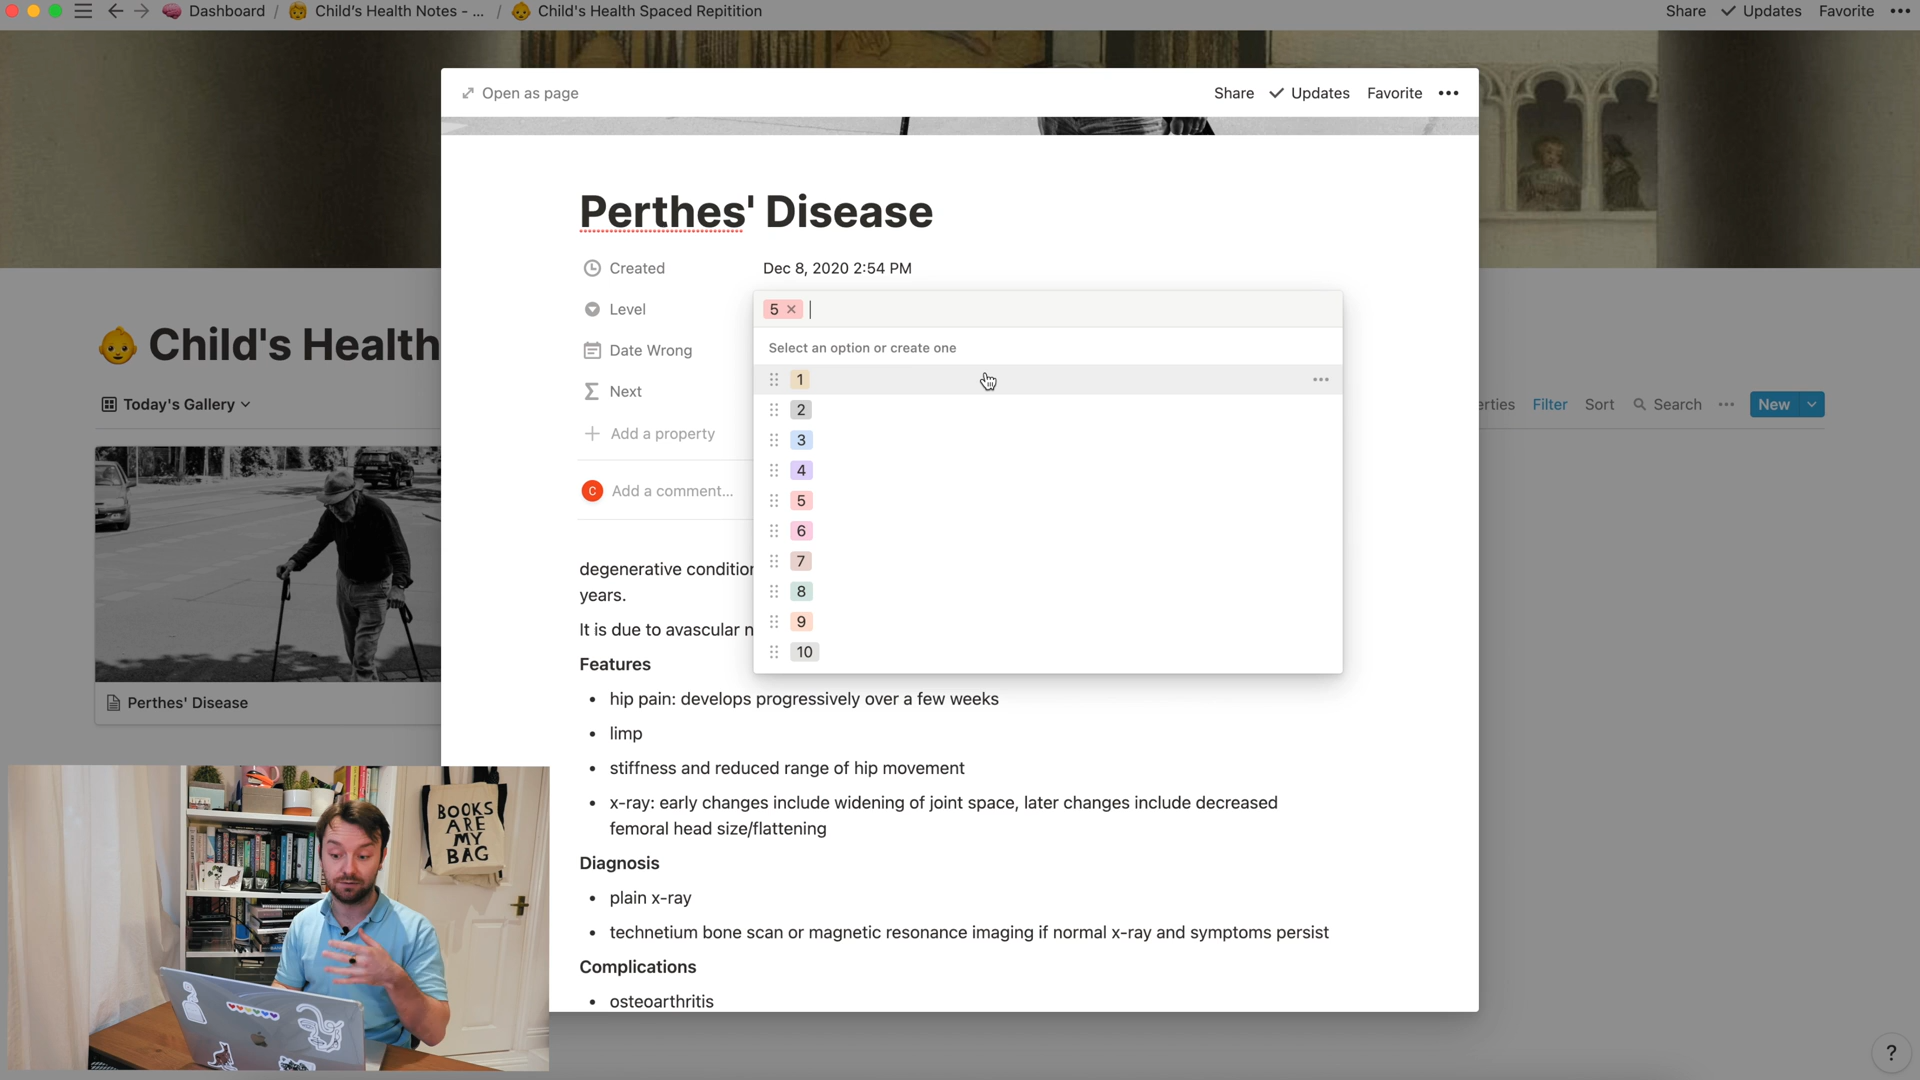 Dashboard / Child's Health Notes - ... / Child's Health Spaced Repitition
Share Updates Favorite
Open as page
Share Updates Favorite
Perthes' Disease
Created Dec 8, 2020 2:54 PM
Level
5
Date Wrong
Next
Add a property
C Add a comment...
Select an option or create one
1
2
3
4
5
6
7
8
9
10
degenerative condition
years.
It is due to avascular n
Features
• hip pain: develops progressively over a few weeks
• limp
• stiffness and reduced range of hip movement
• x-ray: early changes include widening of joint space, later changes include decreased
femoral head size/flattening
Diagnosis
• plain x-ray
• technetium bone scan or magnetic resonance imaging if normal x-ray and symptoms persist
Complications
• osteoarthritis
Child's Health
Today's Gallery
erties Filter Sort Search New
Perthes' Disease
BOOKS
ARE
MY
BAG
?